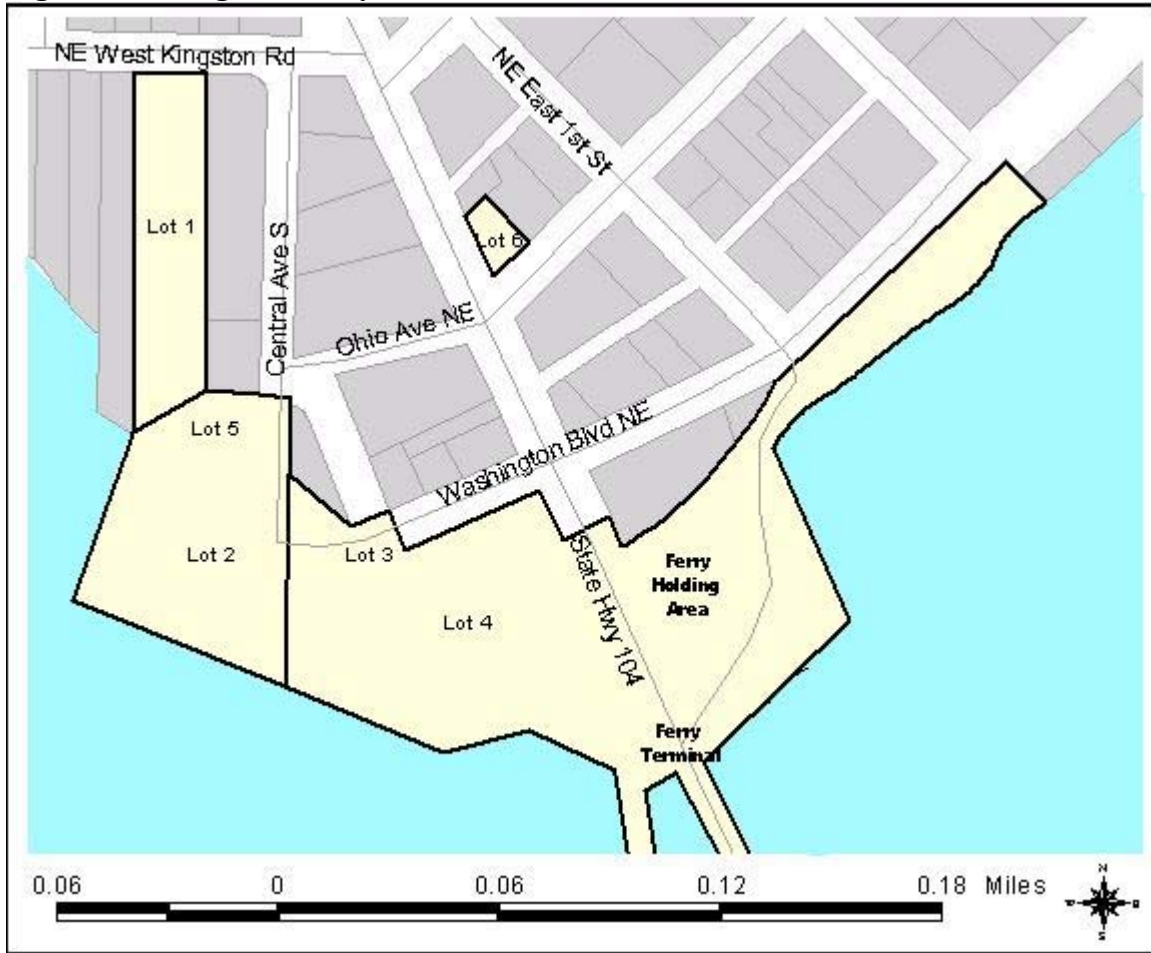 NE West Kingston Rd
NE East 1st St
Lot 1
Lot 6
Central Ave S
Ohio Ave NE
Lot 5
Washington Blvd NE
Lot 2
Lot 3
Lot 4
State Hwy 104
Ferry
Holding
Area
Ferry
Terminal
0.06 0 0.06 0.12 0.18 Miles
N
S